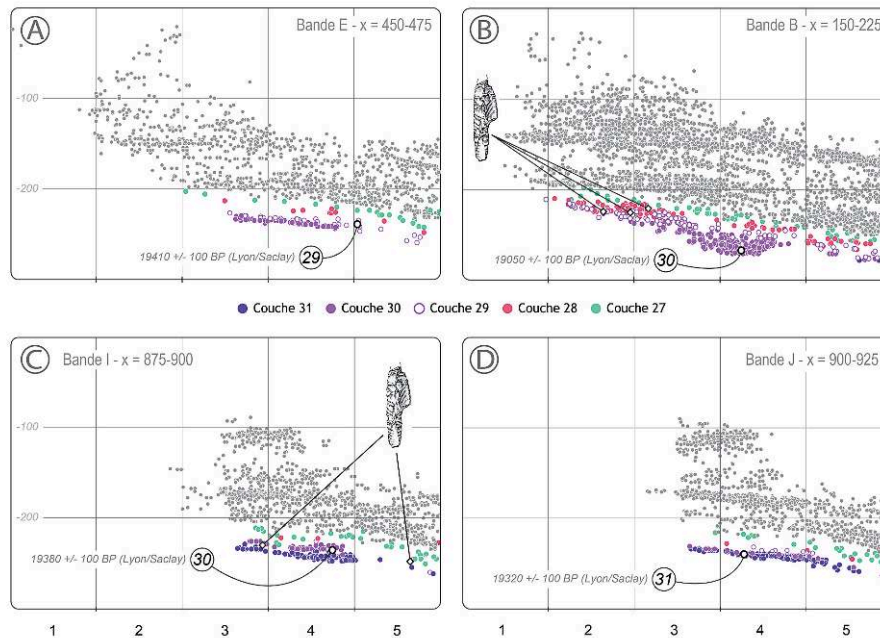 A
Bande E - x = 450-475
-100
-200
19410 +/- 100 BP (Lyon/Saclay)
29
B
Bande B - x = 150-225
19050 +/- 100 BP (Lyon/Saclay)
30
Couche 31 Couche 30 Couche 29 Couche 28 Couche 27
C
Bande I - x = 875-900
-100
-200
19380 +/- 100 BP (Lyon/Saclay)
30
D
Bande J - x = 900-925
19320 +/- 100 BP (Lyon/Saclay)
31
1 2 3 4 5 1 2 3 4 5